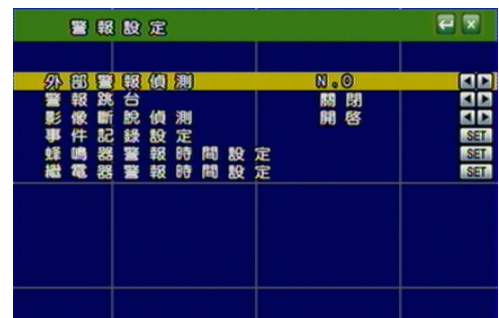 警報設定
外部警報偵測 N.O
警報跳台 關閉
影像斷脫偵測 開啓
事件記錄設定 SET
蜂鳴器警報時間設定 SET
繼電器警報時間設定 SET